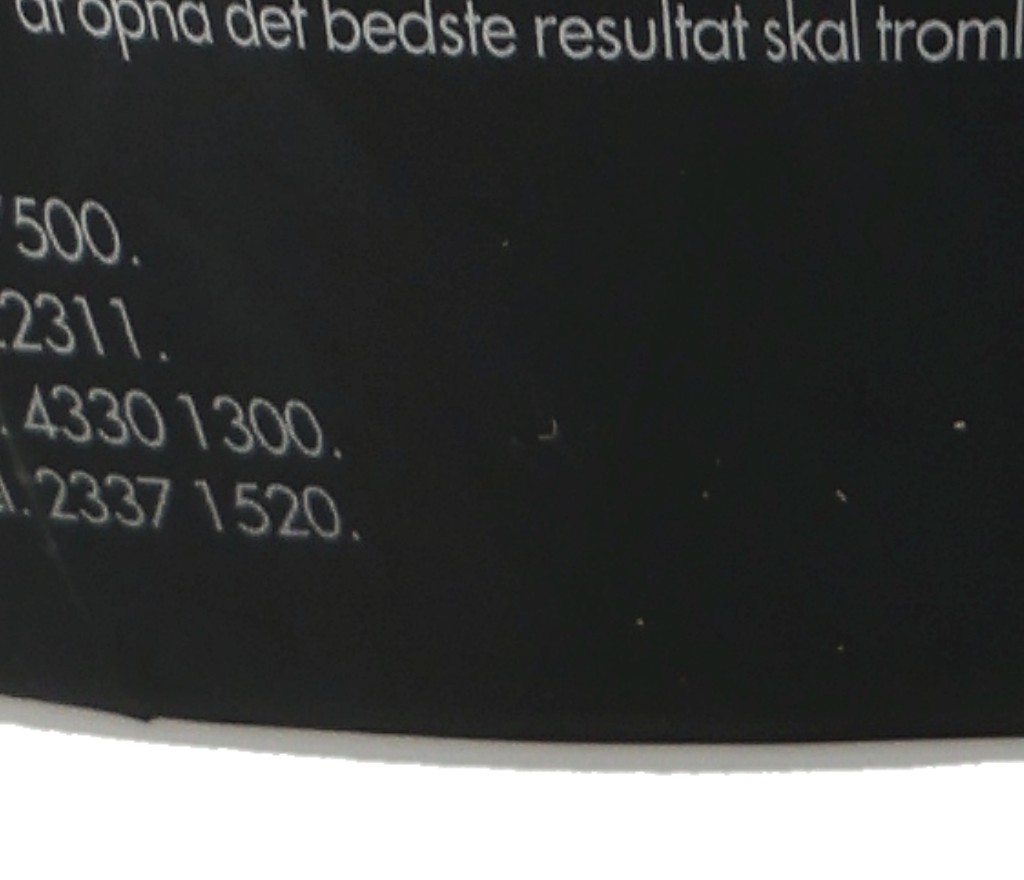 at opnå det bedste resultat skal troml
500.
.2311.
. 4330 1300.
. 2337 1520.